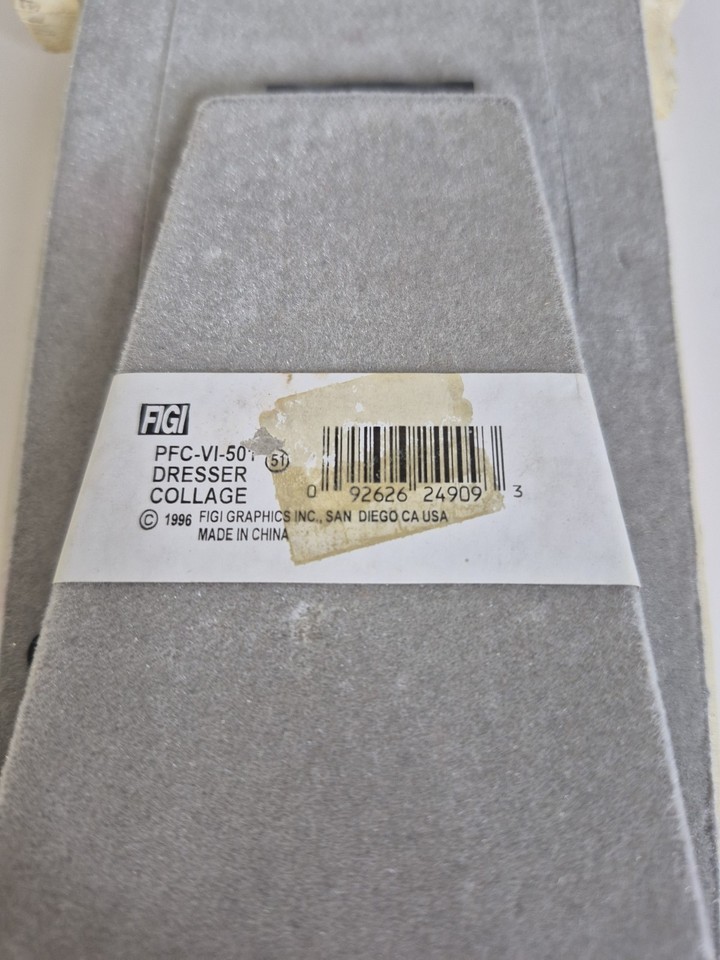 FIGI
PFC-VI-501 51
DRESSER
COLLAGE
0 92626 24909 3
© 1996 FIGI GRAPHICS INC., SAN DIEGO CA USA
MADE IN CHINA